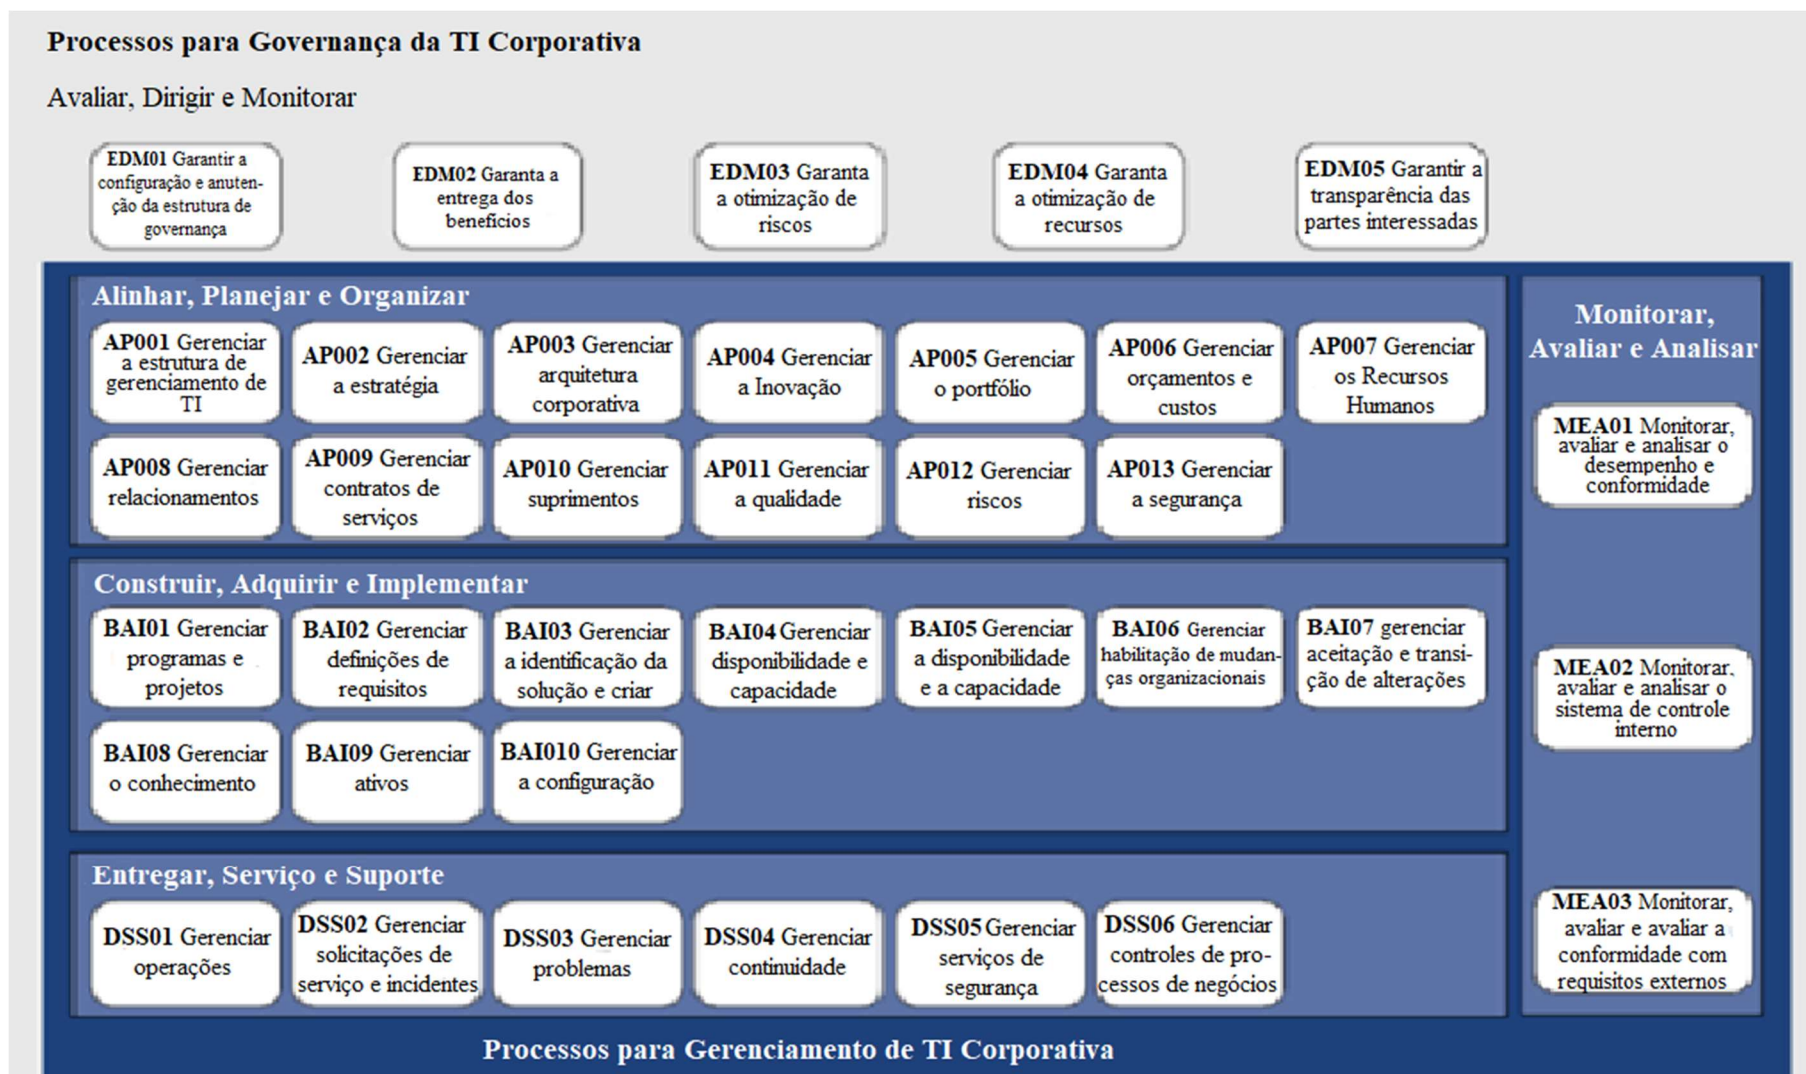 Processos para Governança da TI Corporativa
Avaliar, Dirigir e Monitorar
EDM01 Garantir a
configuração e anuten-
ção da estrutura de
governança
EDM02 Garanta a
entrega dos
benefícios
EDM03 Garanta
a otimização de
riscos
EDM04 Garanta
a otimização de
recursos
EDM05 Garantir a
transparência das
partes interessadas
Alinhar, Planejar e Organizar
AP001 Gerenciar
a estrutura de
gerenciamento de
TI
AP002 Gerenciar
a estratégia
AP003 Gerenciar
arquitetura
corporativa
AP004 Gerenciar
a Inovação
AP005 Gerenciar
o portfólio
AP006 Gerenciar
orçamentos e
custos
AP007 Gerenciar
os Recursos
Humanos
AP008 Gerenciar
relacionamentos
AP009 Gerenciar
contratos de
serviços
AP010 Gerenciar
suprimentos
AP011 Gerenciar
a qualidade
AP012 Gerenciar
riscos
AP013 Gerenciar
a segurança
Construir, Adquirir e Implementar
BAI01 Gerenciar
programas e
projetos
BAI02 Gerenciar
definições de
requisitos
BAI03 Gerenciar
a identificação da
solução e criar
BAI04 Gerenciar
disponibilidade e
capacidade
BAI05 Gerenciar
a disponibilidade
e a capacidade
BAI06 Gerenciar
habilitação de mudan-
ças organizacionais
BAI07 gerenciar
aceitação e transi-
ção de alterações
BAI08 Gerenciar
o conhecimento
BAI09 Gerenciar
ativos
BAI010 Gerenciar
a configuração
Entregar, Serviço e Suporte
DSS01 Gerenciar
operações
DSS02 Gerenciar
solicitações de
serviço e incidentes
DSS03 Gerenciar
problemas
DSS04 Gerenciar
continuidade
DSS05 Gerenciar
serviços de
segurança
DSS06 Gerenciar
controles de pro-
cessos de negócios
Monitorar,
Avaliar e Analisar
MEA01 Monitorar,
avaliar e analisar o
desempenho e
conformidade
MEA02 Monitorar,
avaliar e analisar o
sistema de controle
interno
MEA03 Monitorar,
avaliar e avaliar a
conformidade com
requisitos externos
Processos para Gerenciamento de TI Corporativa